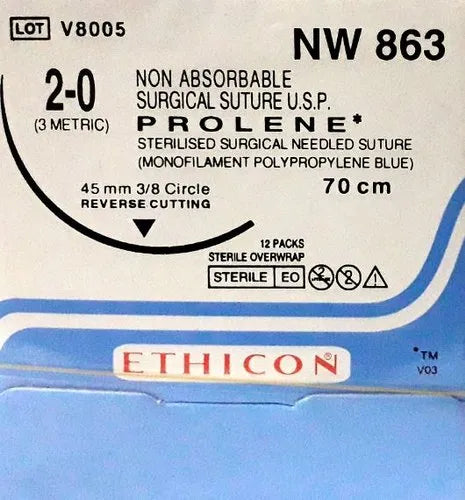 LOT V8005
NW 863
2-0
(3 METRIC)
NON ABSORBABLE
SURGICAL SUTURE U.S.P.
PROLENE*
STERILISED SURGICAL NEEDLED SUTURE
(MONOFILAMENT POLYPROPYLENE BLUE)
45 mm 3/8 Circle
REVERSE CUTTING
70 cm
12 PACKS
STERILE OVERWRAP
STERILE EO
2
ETHICON®
*TM
V03